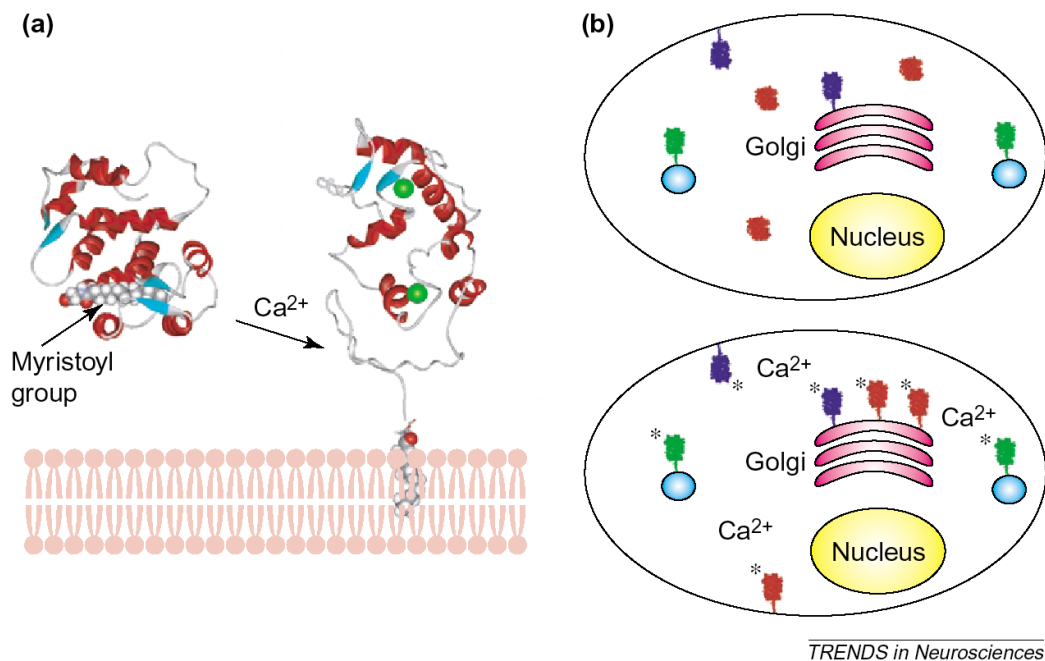 (a)
Myristoyl
group
Ca²⁺
(b)
Golgi
Nucleus
* Ca²⁺ * * *
* Ca²⁺ *
Golgi
Ca²⁺
*
Nucleus
TRENDS in Neurosciences